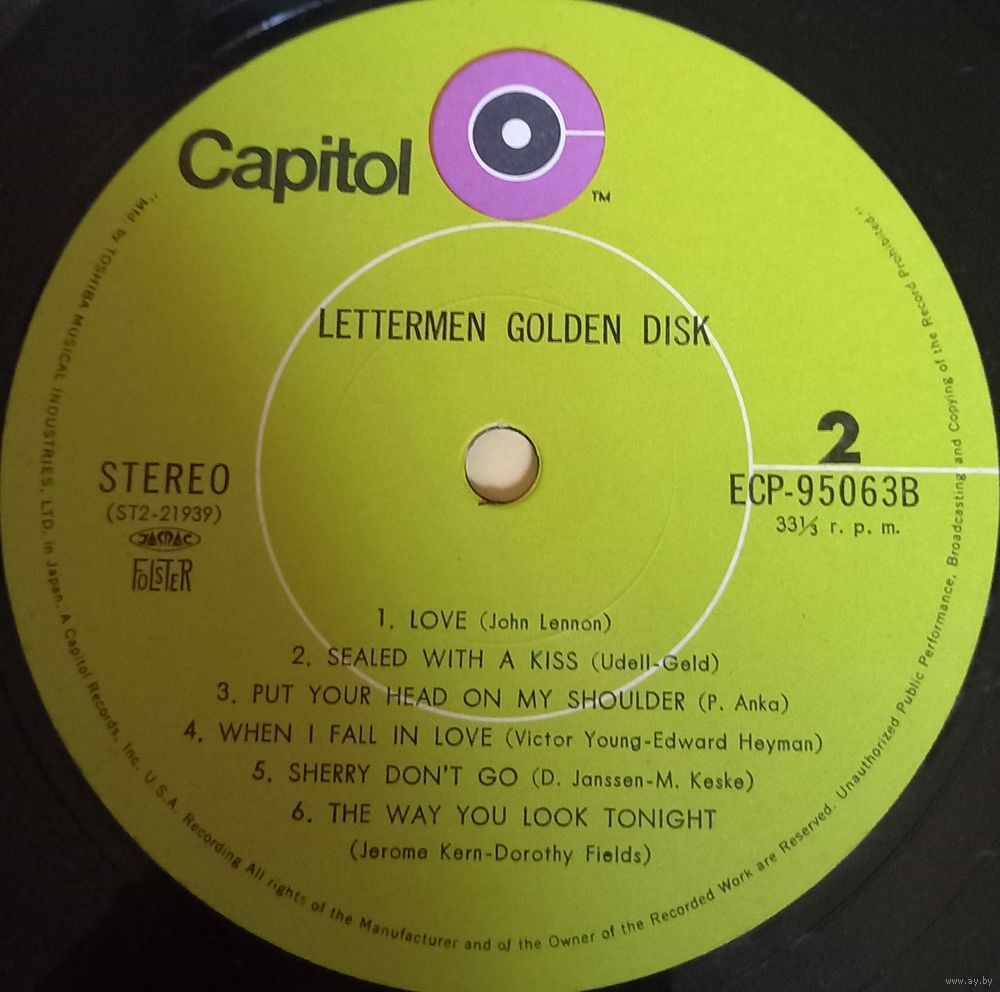 Capitol
TM
LETTERMEN GOLDEN DISK
2
STEREO
ECP-95063B
(ST2-21939)
33⅓ r. p. m.
JASRAC
FOLSTER
1. LOVE (John Lennon)
2. SEALED WITH A KISS (Udell-Geld)
3. PUT YOUR HEAD ON MY SHOULDER (P. Anka)
4. WHEN I FALL IN LOVE (Victor Young-Edward Heyman)
5. SHERRY DON'T GO (D. Janssen-M. Keske)
6. THE WAY YOU LOOK TONIGHT
(Jerome Kern-Dorothy Fields)
"Mfd. by TOSHIBA MUSICAL INDUSTRIES, LTD. in Japan. A Capitol Records, Inc. U.S.A. Recording All rights of the Manufacturer and of the Owner of the Recorded Work are Reserved. Unauthorized Public Performance, Broadcasting and Copying of the Record Prohibited."
www.ay.by